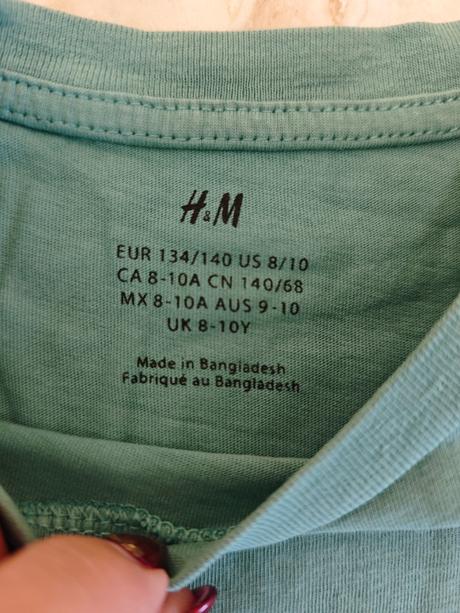 H&M
EUR 134/140 US 8/10
CA 8-10A CN 140/68
MX 8-10A AUS 9-10
UK 8-10Y
Made in Bangladesh
Fabriqué au Bangladesh